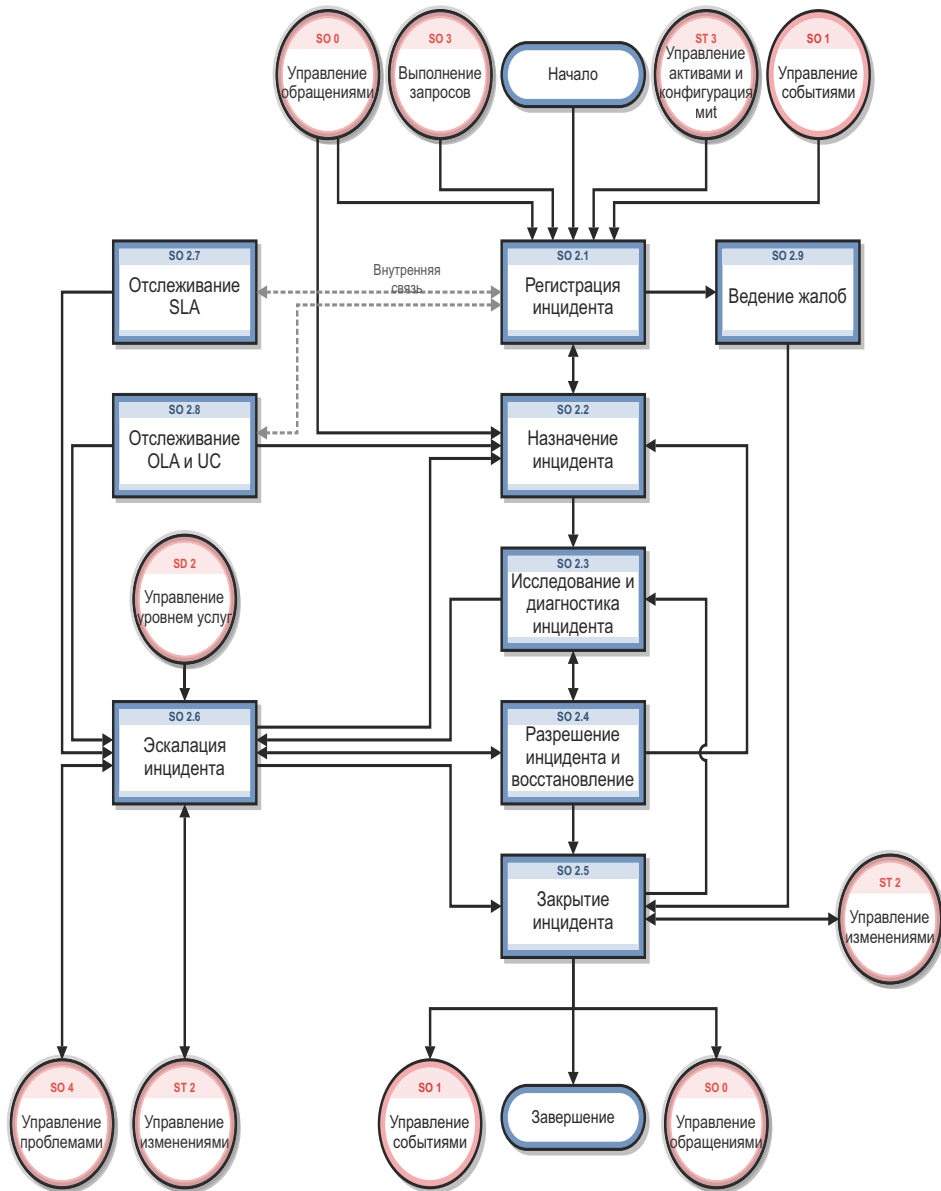 SO 0
Управление
обращениями
SO 3
Выполнение
запросов
Начало
ST 3
Управление
активами и
конфигурация
миt
SO 1
Управление
событиями
SO 2.7
Отслеживание
SLA
Внутренняя
связь
SO 2.1
Регистрация
инцидента
SO 2.9
Ведение жалоб
SO 2.8
Отслеживание
OLA и UC
SO 2.2
Назначение
инцидента
SD 2
Управление
уровнем услуг
SO 2.3
Исследование и
диагностика
инцидента
SO 2.6
Эскалация
инцидента
SO 2.4
Разрешение
инцидента и
восстановление
SO 2.5
Закрытие
инцидента
ST 2
Управление
изменениями
SO 4
Управление
проблемами
ST 2
Управление
изменениями
SO 1
Управление
событиями
Завершение
SO 0
Управление
обращениями